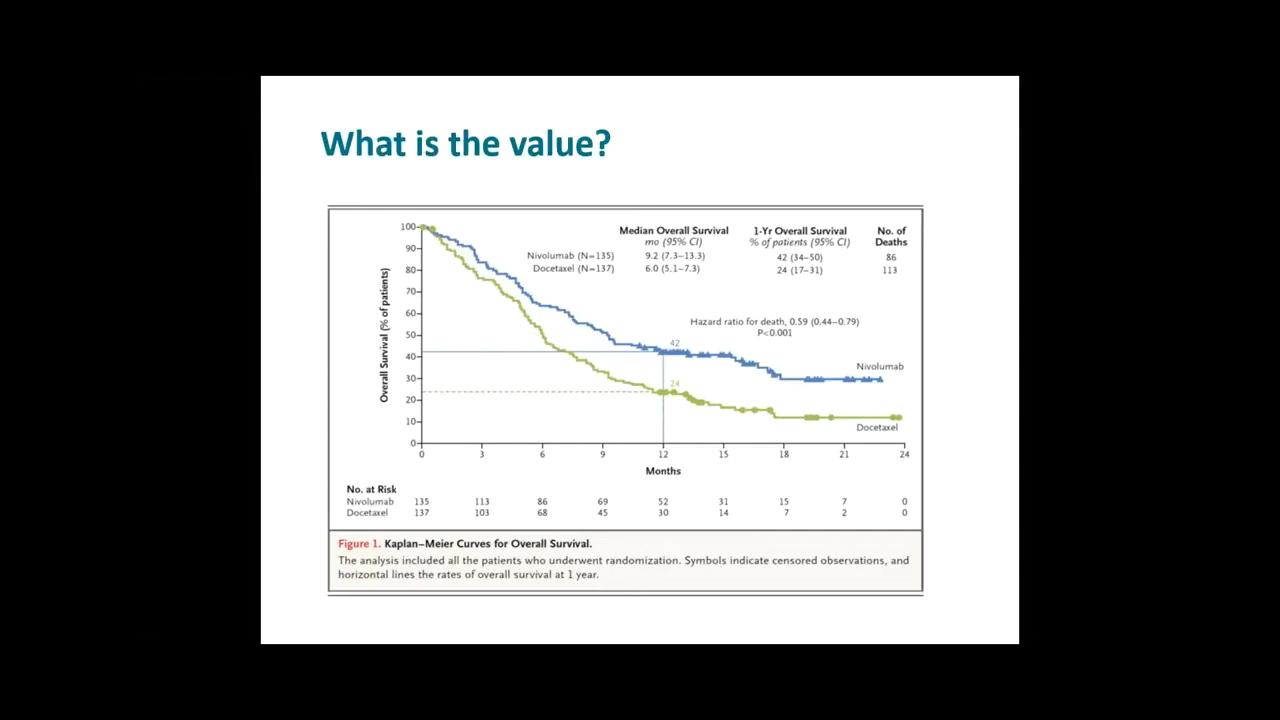 What is the value?
Median Overall Survival 1-Yr Overall Survival No. of
mo (95% CI) % of patients (95% CI) Deaths
Nivolumab (N=135) 9.2 (7.3–13.3) 42 (34–50) 86
Docetaxel (N=137) 6.0 (5.1–7.3) 24 (17–31) 113
Hazard ratio for death, 0.59 (0.44–0.79)
P<0.001
Overall Survival (% of patients)
100
90
80
70
60
50
40
30
20
10
0
42
24
Nivolumab
Docetaxel
0 3 6 9 12 15 18 21 24
Months
No. at Risk
Nivolumab 135 113 86 69 52 31 15 7 0
Docetaxel 137 103 68 45 30 14 7 2 0
Figure 1. Kaplan–Meier Curves for Overall Survival.
The analysis included all the patients who underwent randomization. Symbols indicate censored observations, and
horizontal lines the rates of overall survival at 1 year.